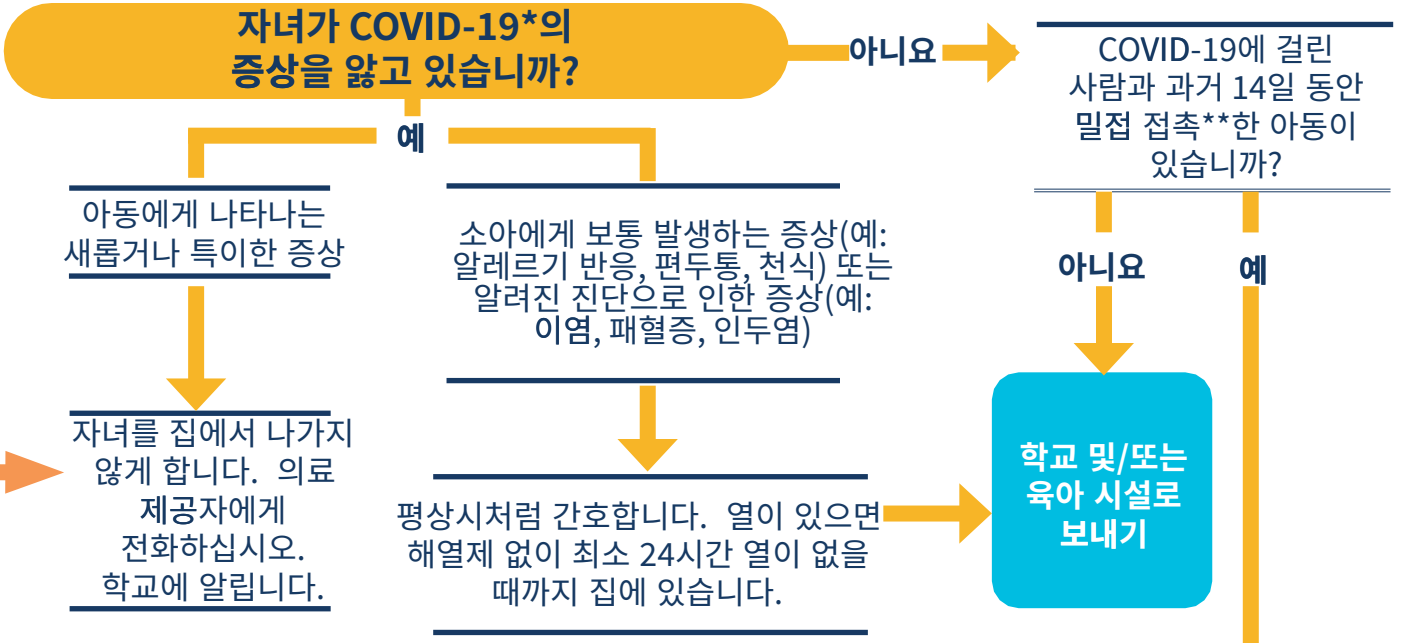 자녀가 COVID-19*의
증상을 앓고 있습니까?
아니요
COVID-19에 걸린
사람과 과거 14일 동안
밀접 접촉**한 아동이
있습니까?
예
아동에게 나타나는
새롭거나 특이한 증상
소아에게 보통 발생하는 증상(예:
알레르기 반응, 편두통, 천식) 또는
알려진 진단으로 인한 증상(예:
이염, 패혈증, 인두염)
아니요
예
자녀를 집에서 나가지
않게 합니다. 의료
제공자에게
전화하십시오.
학교에 알립니다.
평상시처럼 간호합니다. 열이 있으면
해열제 없이 최소 24시간 열이 없을
때까지 집에 있습니다.
학교 및/또는
육아 시설로
보내기